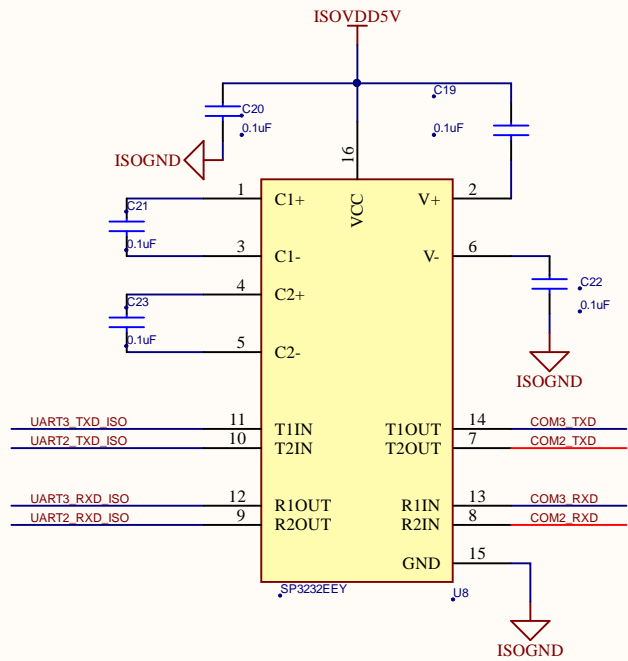 ISOVDD5V
C20
0.1uF
C19
0.1uF
ISOGND
16
VCC
1
C1+
V+
2
C21
0.1uF
3
C1-
V-
6
4
C2+
C22
0.1uF
C23
0.1uF
5
C2-
ISOGND
UART3_TXD_ISO
11
T1IN
T1OUT
14
COM3_TXD
UART2_TXD_ISO
10
T2IN
T2OUT
7
COM2_TXD
UART3_RXD_ISO
12
R1OUT
R1IN
13
COM3_RXD
UART2_RXD_ISO
9
R2OUT
R2IN
8
COM2_RXD
GND
15
SP3232EEY
U8
ISOGND